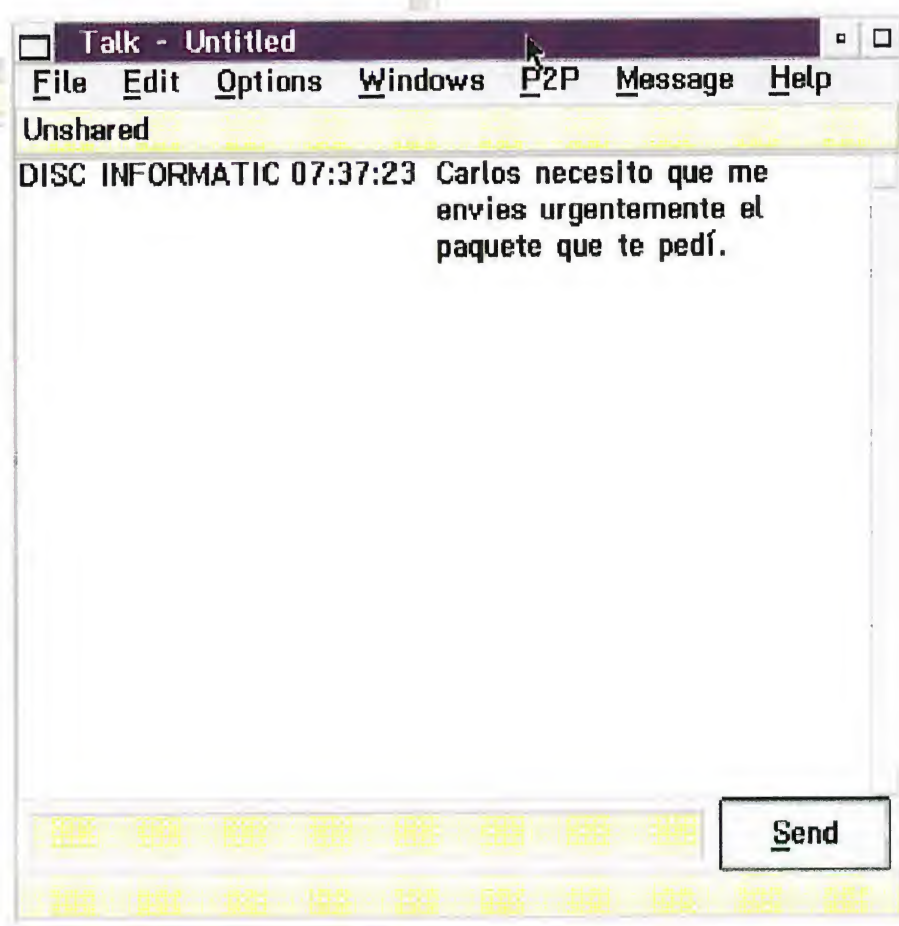 Talk - Untitled
File Edit Options Windows P2P Message Help
Unshared
DISC INFORMATIC 07:37:23 Carlos necesito que me
envies urgentemente el
paquete que te pedí.
Send